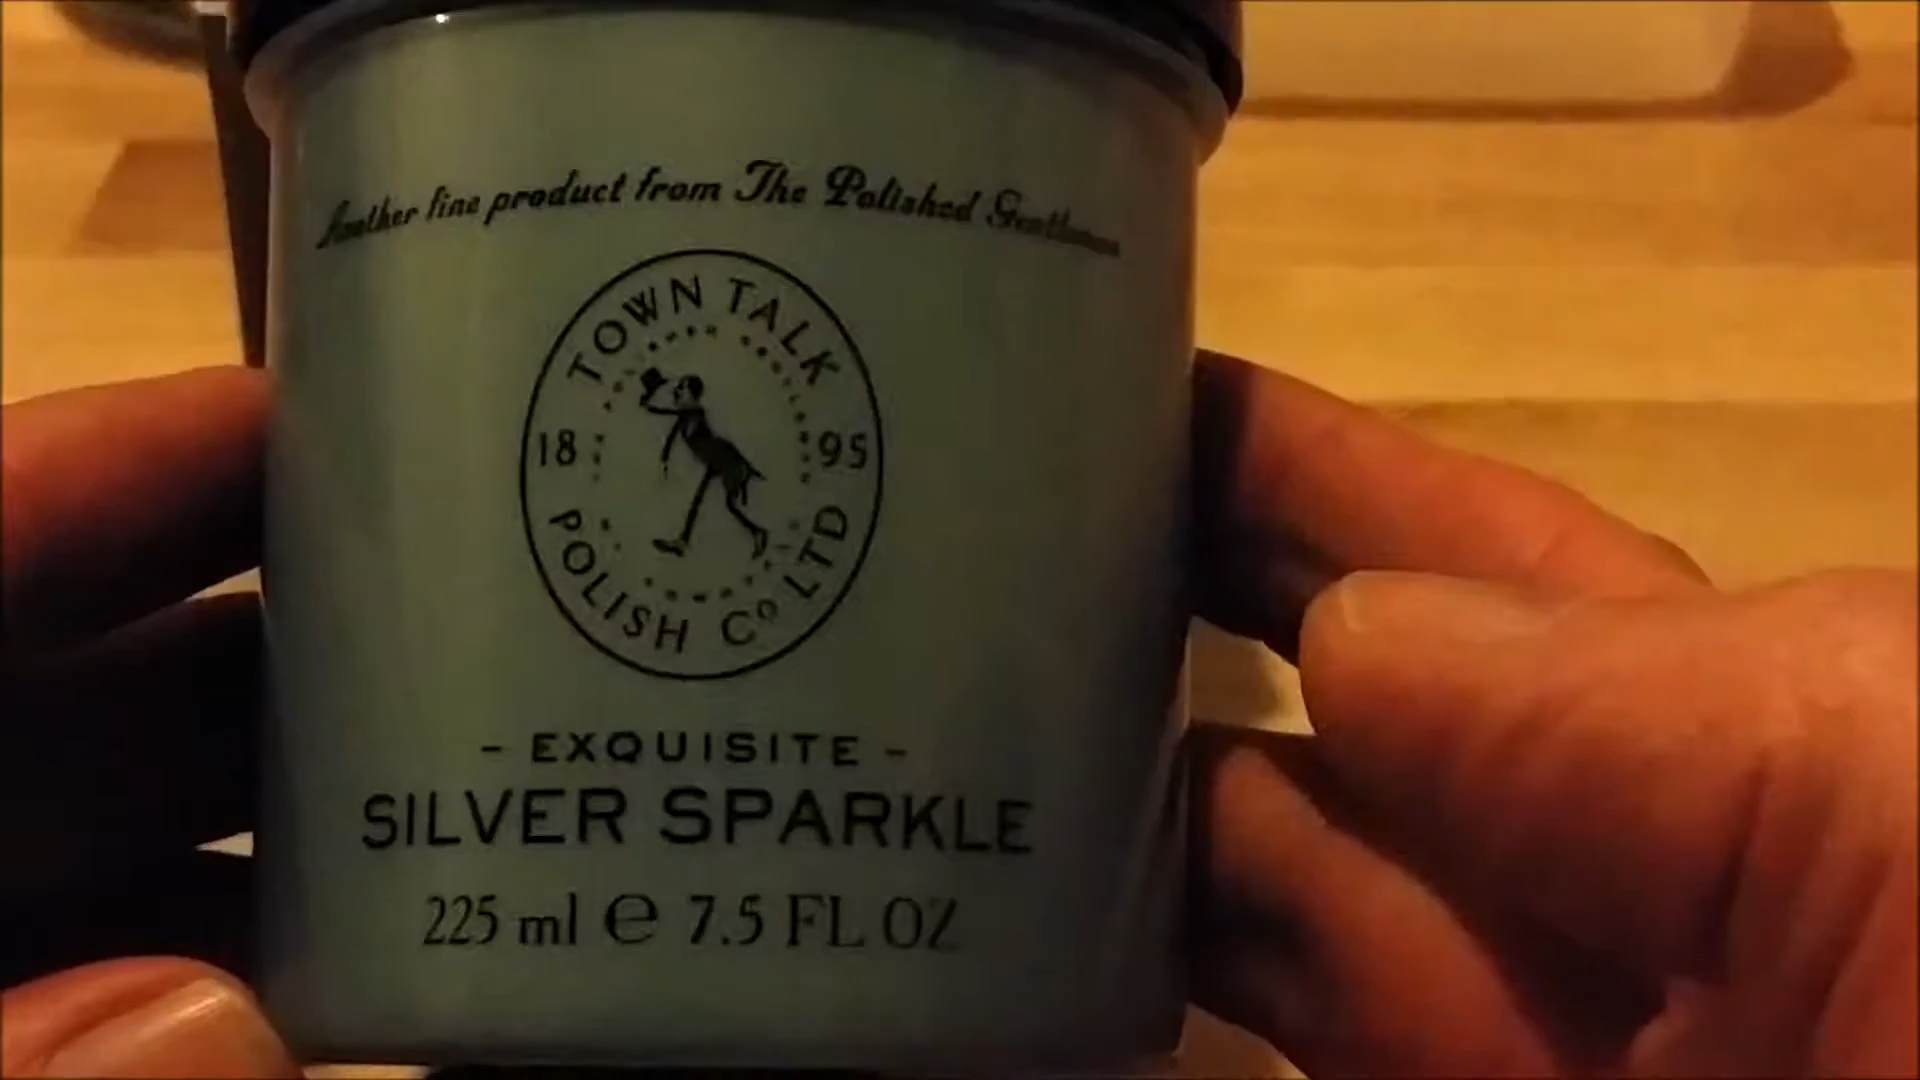 Another fine product from The Polished Gentleman
TOWN TALK
18 95
POLISH Co LTD
- EXQUISITE -
SILVER SPARKLE
225 ml e 7.5 FL OZ